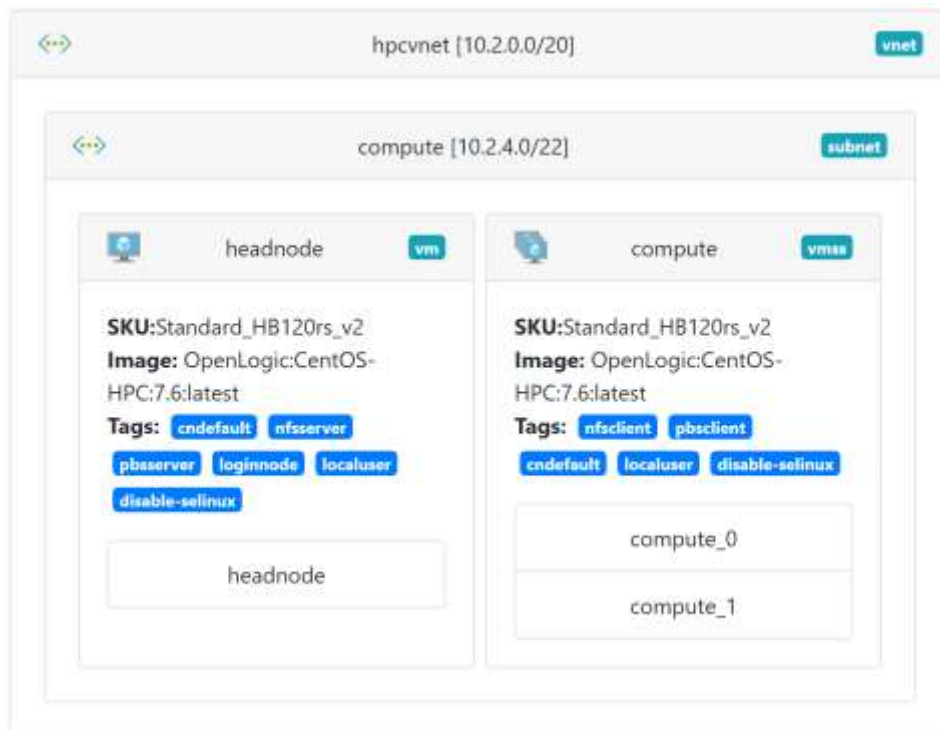 hpcvnet [10.2.0.0/20] vnet
compute [10.2.4.0/22] subnet
headnode vm
SKU:Standard_HB120rs_v2
Image: OpenLogic:CentOS-
HPC:7.6:latest
Tags: cndefault nfsserver
pbsserver loginnode localuser
disable-selinux
headnode
compute vmss
SKU:Standard_HB120rs_v2
Image: OpenLogic:CentOS-
HPC:7.6:latest
Tags: nfsclient pbsclient
cndefault localuser disable-selinux
compute_0
compute_1